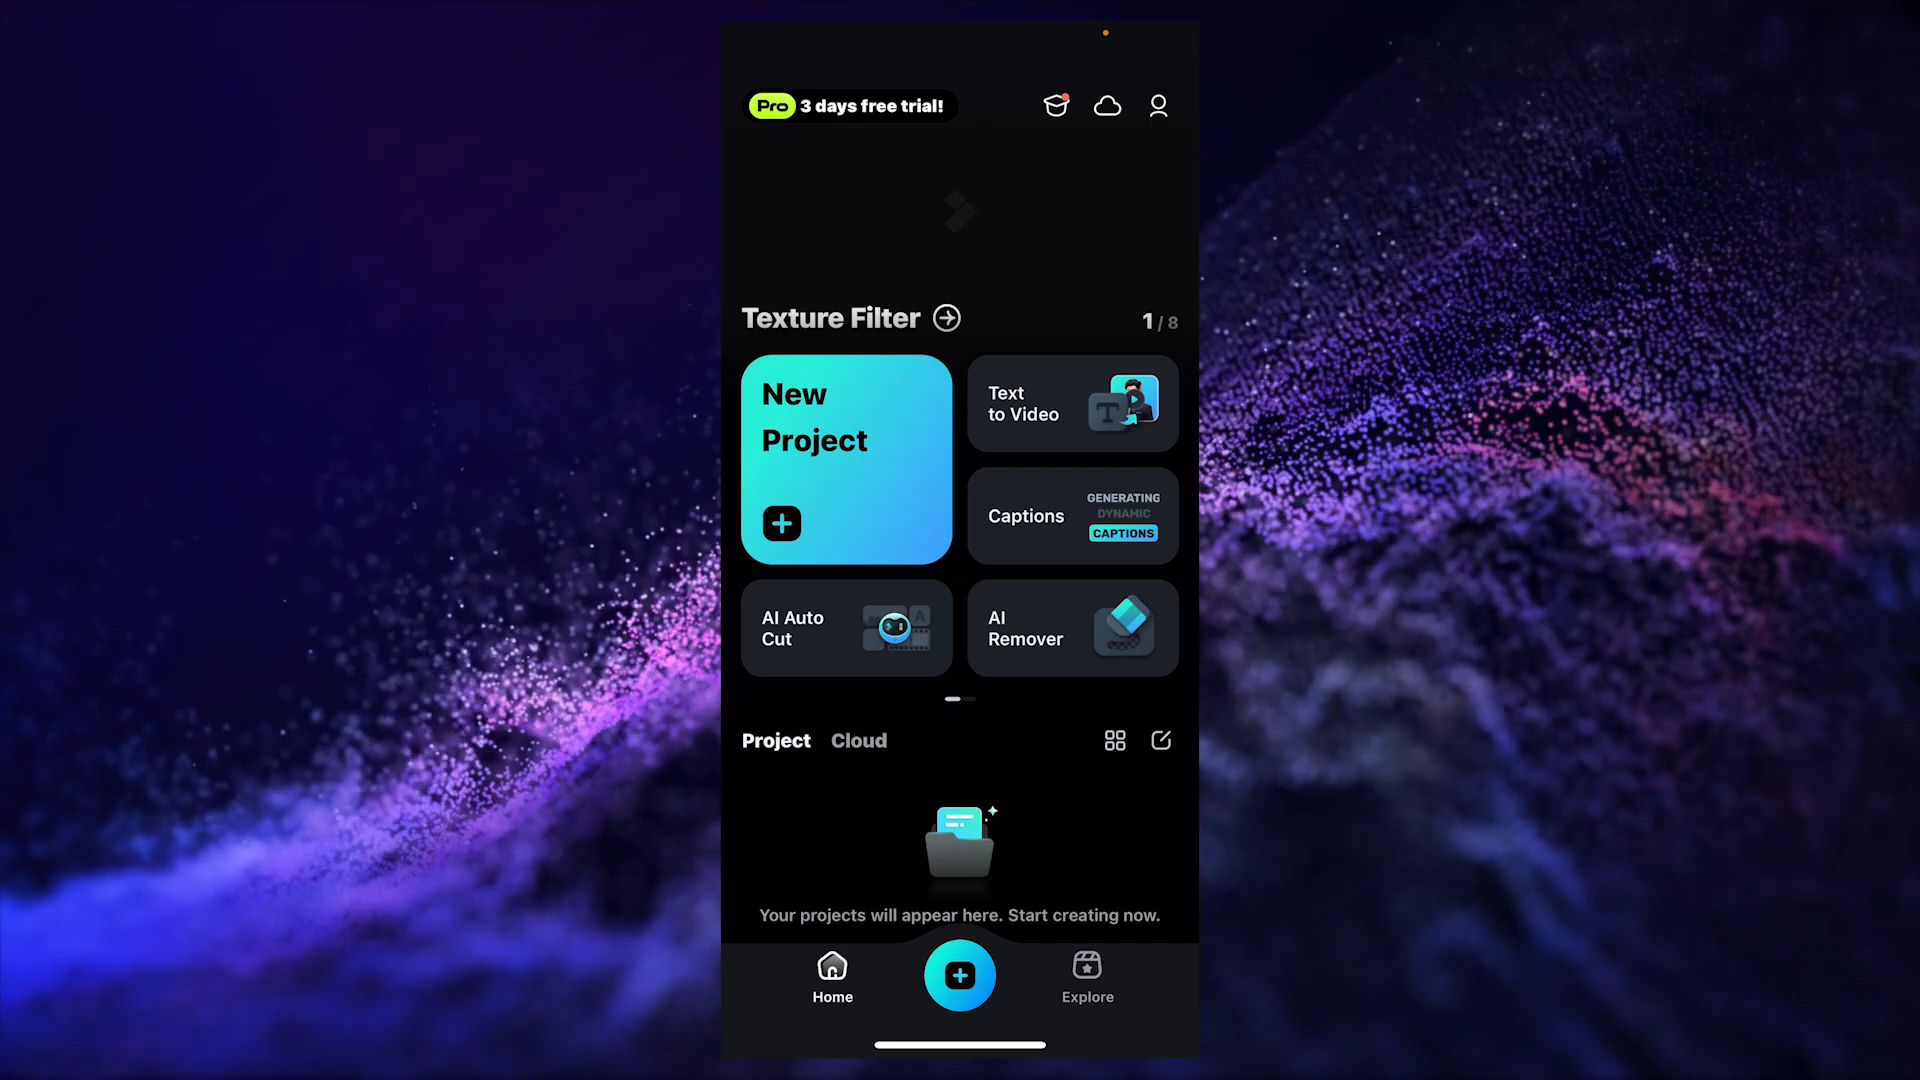 Pro 3 days free trial!
Texture Filter
1 / 8
New
Project
Text
to Video
T
Captions
GENERATING
DYNAMIC
CAPTIONS
AI Auto
Cut
A
AI
Remover
Project Cloud
Your projects will appear here. Start creating now.
Home
Explore